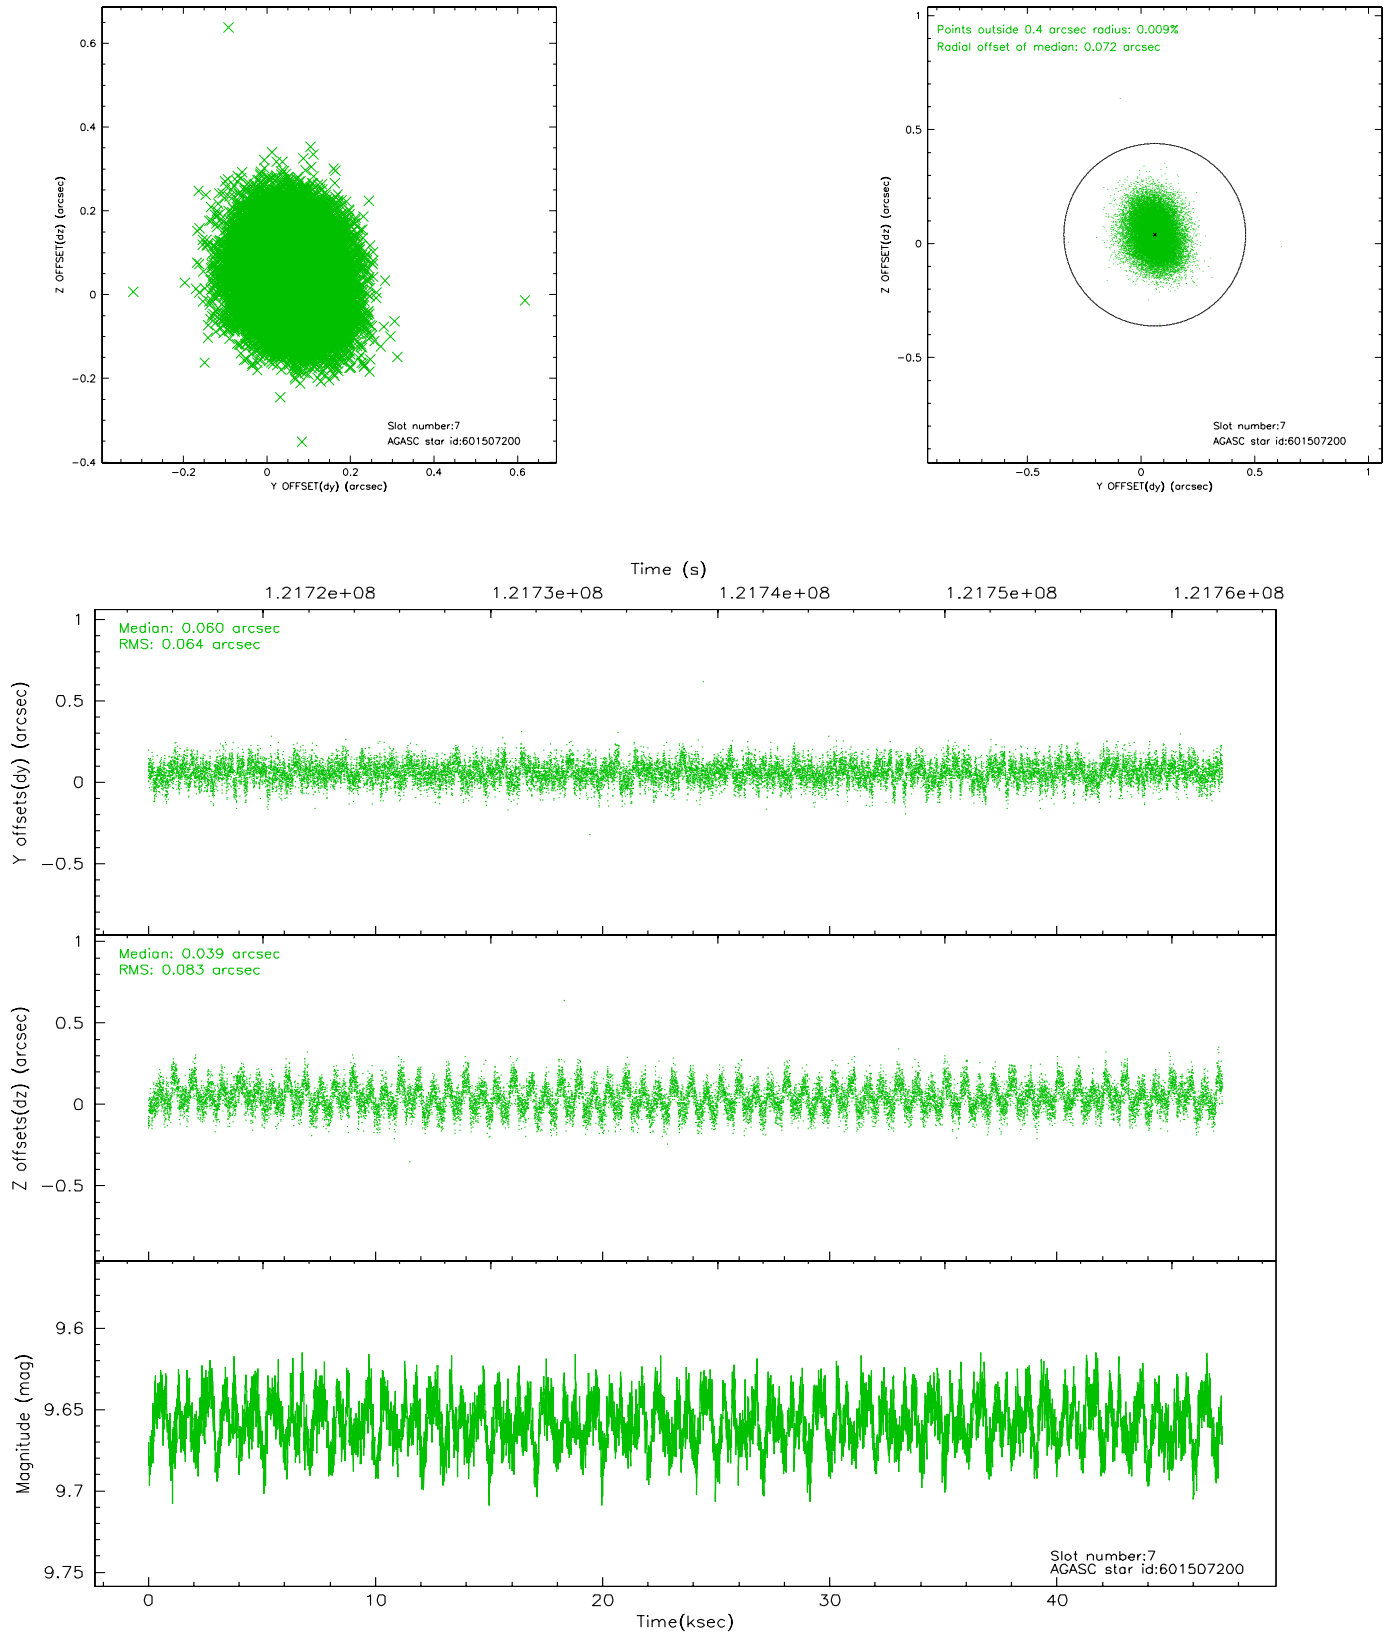 0.6
0.4
0.2
0
−0.2
−0.4
Z OFFSET(dz) (arcsec)
Slot number:7
AGASC star id:601507200
−0.2 0 0.2 0.4 0.6
Y OFFSET(dy) (arcsec)
Points outside 0.4 arcsec radius: 0.009%
Radial offset of median: 0.072 arcsec
1
0.5
0
−0.5
Z OFFSET(dz) (arcsec)
Slot number:7
AGASC star id:601507200
−0.5 0 0.5 1
Y OFFSET(dy) (arcsec)
Time (s)
1.2172e+08 1.2173e+08 1.2174e+08 1.2175e+08 1.2176e+08
Median: 0.060 arcsec
RMS: 0.064 arcsec
1
0.5
0
−0.5
Y offsets(dy) (arcsec)
Median: 0.039 arcsec
RMS: 0.083 arcsec
1
0.5
0
−0.5
Z offsets(dz) (arcsec)
9.6
9.65
9.7
9.75
Magnitude (mag)
Slot number:7
AGASC star id:601507200
0 10 20 30 40
Time(ksec)